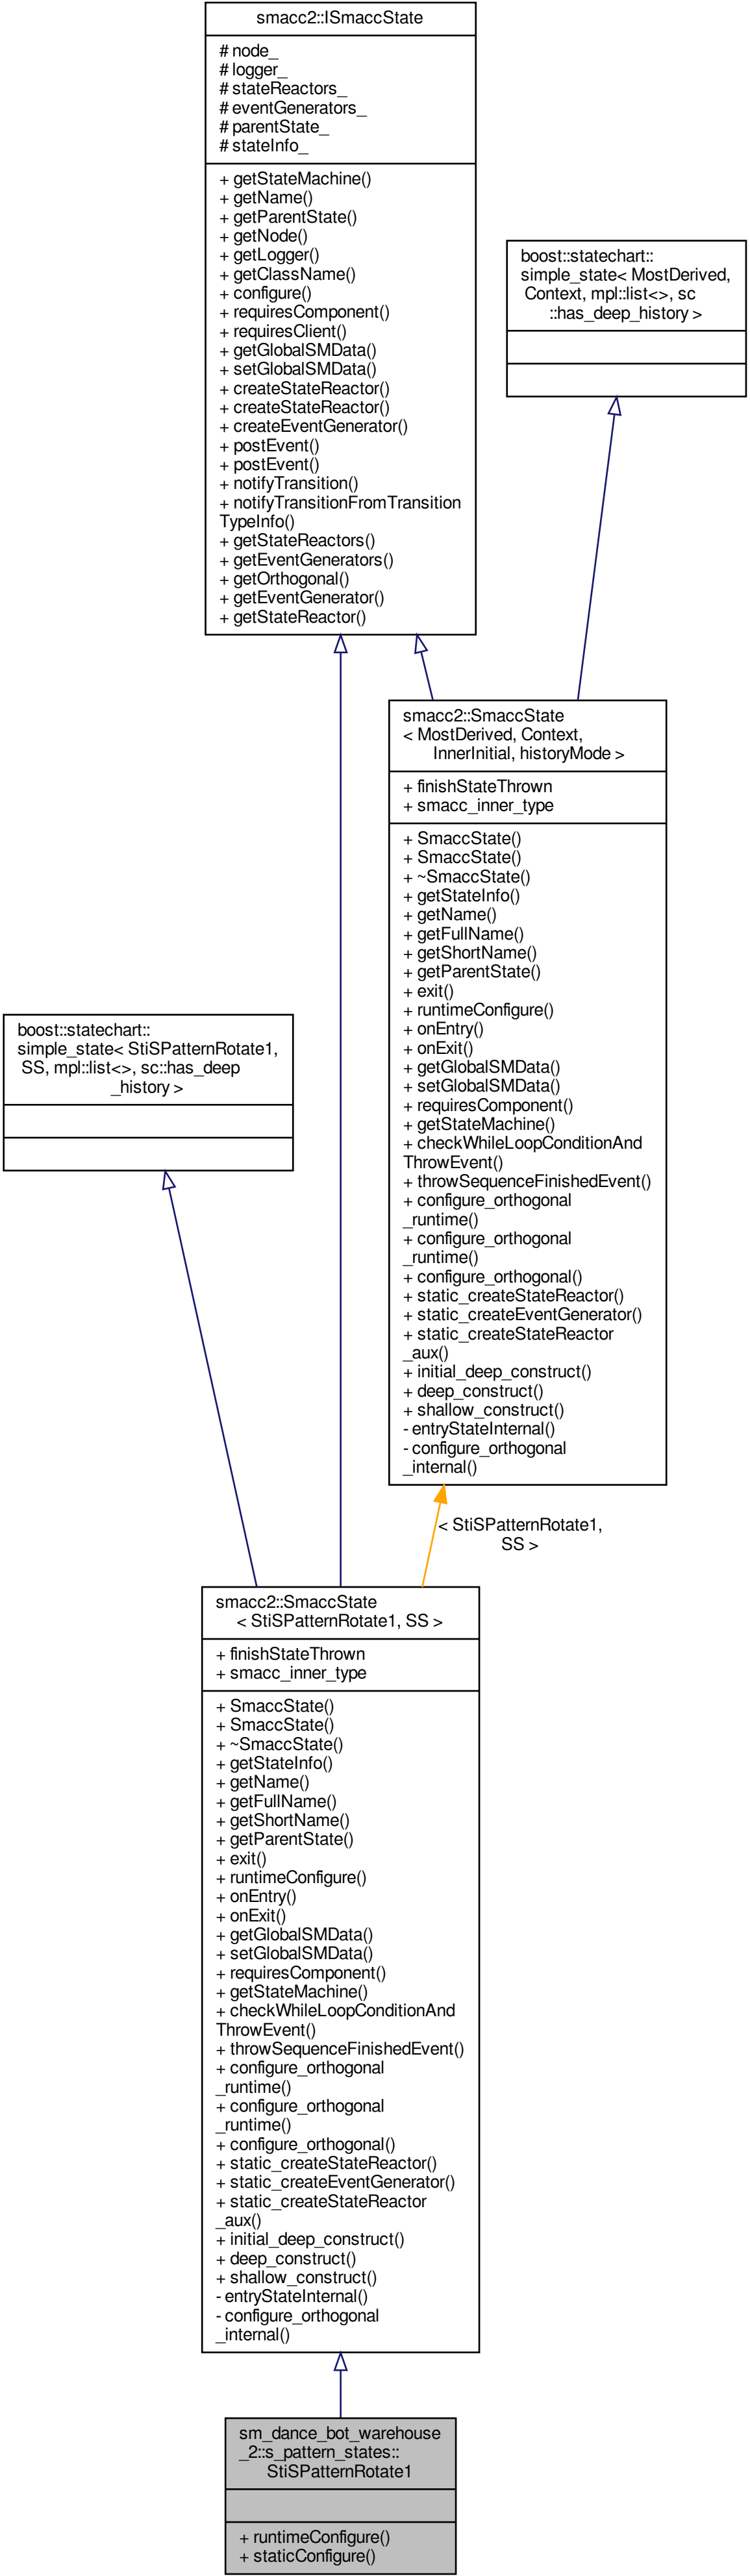 smacc2::ISmaccState
# node_
# logger_
# stateReactors_
# eventGenerators_
# parentState_
# stateInfo_
+ getStateMachine()
+ getName()
+ getParentState()
+ getNode()
+ getLogger()
+ getClassName()
+ configure()
+ requiresComponent()
+ requiresClient()
+ getGlobalSMData()
+ setGlobalSMData()
+ createStateReactor()
+ createStateReactor()
+ createEventGenerator()
+ postEvent()
+ postEvent()
+ notifyTransition()
+ notifyTransitionFromTransition
TypeInfo()
+ getStateReactors()
+ getEventGenerators()
+ getOrthogonal()
+ getEventGenerator()
+ getStateReactor()
boost::statechart::
simple_state< MostDerived,
Context, mpl::list<>, sc
::has_deep_history >
smacc2::SmaccState
< MostDerived, Context,
InnerInitial, historyMode >
+ finishStateThrown
+ smacc_inner_type
+ SmaccState()
+ SmaccState()
+ ~SmaccState()
+ getStateInfo()
+ getName()
+ getFullName()
+ getShortName()
+ getParentState()
+ exit()
+ runtimeConfigure()
+ onEntry()
+ onExit()
+ getGlobalSMData()
+ setGlobalSMData()
+ requiresComponent()
+ getStateMachine()
+ checkWhileLoopConditionAnd
ThrowEvent()
+ throwSequenceFinishedEvent()
+ configure_orthogonal
_runtime()
+ configure_orthogonal
_runtime()
+ configure_orthogonal()
+ static_createStateReactor()
+ static_createEventGenerator()
+ static_createStateReactor
_aux()
+ initial_deep_construct()
+ deep_construct()
+ shallow_construct()
- entryStateInternal()
- configure_orthogonal
_internal()
boost::statechart::
simple_state< StiSPatternRotate1,
SS, mpl::list<>, sc::has_deep
_history >
< StiSPatternRotate1,
SS >
smacc2::SmaccState
< StiSPatternRotate1, SS >
+ finishStateThrown
+ smacc_inner_type
+ SmaccState()
+ SmaccState()
+ ~SmaccState()
+ getStateInfo()
+ getName()
+ getFullName()
+ getShortName()
+ getParentState()
+ exit()
+ runtimeConfigure()
+ onEntry()
+ onExit()
+ getGlobalSMData()
+ setGlobalSMData()
+ requiresComponent()
+ getStateMachine()
+ checkWhileLoopConditionAnd
ThrowEvent()
+ throwSequenceFinishedEvent()
+ configure_orthogonal
_runtime()
+ configure_orthogonal
_runtime()
+ configure_orthogonal()
+ static_createStateReactor()
+ static_createEventGenerator()
+ static_createStateReactor
_aux()
+ initial_deep_construct()
+ deep_construct()
+ shallow_construct()
- entryStateInternal()
- configure_orthogonal
_internal()
sm_dance_bot_warehouse
_2::s_pattern_states::
StiSPatternRotate1
+ runtimeConfigure()
+ staticConfigure()